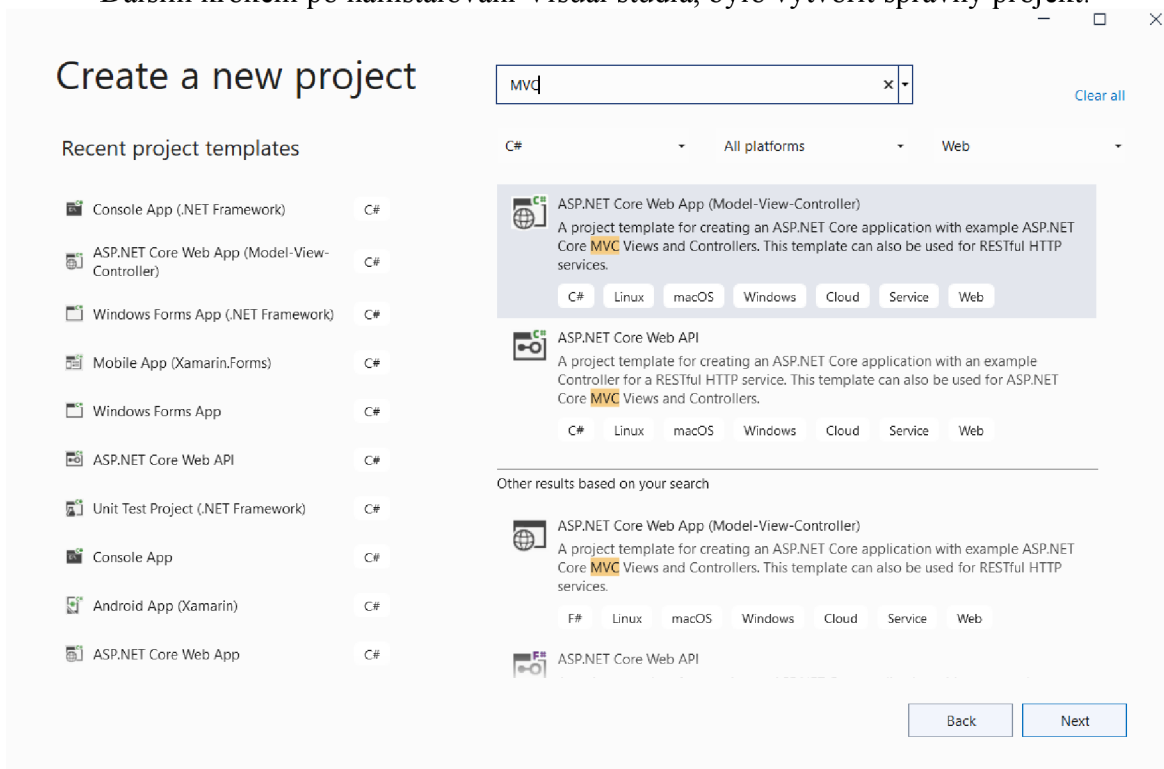 Dalším krokem po nainstalování Visual studia, bylo vytvořit správný projekt.
Create a new project
MVC
Clear all
Recent project templates
C#
All platforms
Web
Console App (.NET Framework)
C#
ASP.NET Core Web App (Model-View-
Controller)
C#
Windows Forms App (.NET Framework)
C#
Mobile App (Xamarin.Forms)
C#
Windows Forms App
C#
ASP.NET Core Web API
C#
Unit Test Project (.NET Framework)
C#
Console App
C#
Android App (Xamarin)
C#
ASP.NET Core Web App
C#
ASP.NET Core Web App (Model-View-Controller)
A project template for creating an ASP.NET Core application with example ASP.NET
Core MVC Views and Controllers. This template can also be used for RESTful HTTP
services.
C# Linux macOS Windows Cloud Service Web
ASP.NET Core Web API
A project template for creating an ASP.NET Core application with an example
Controller for a RESTful HTTP service. This template can also be used for ASP.NET
Core MVC Views and Controllers.
C# Linux macOS Windows Cloud Service Web
Other results based on your search
ASP.NET Core Web App (Model-View-Controller)
A project template for creating an ASP.NET Core application with example ASP.NET
Core MVC Views and Controllers. This template can also be used for RESTful HTTP
services.
F# Linux macOS Windows Cloud Service Web
ASP.NET Core Web API
Back
Next